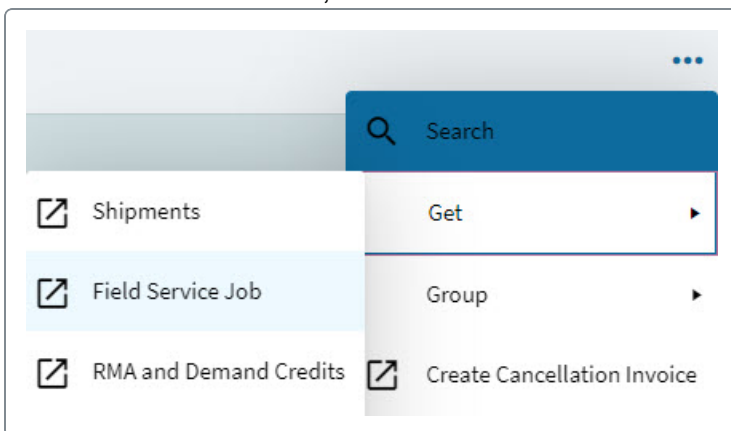 Search
Get
Shipments
Field Service Job
RMA and Demand Credits
Group
Create Cancellation Invoice